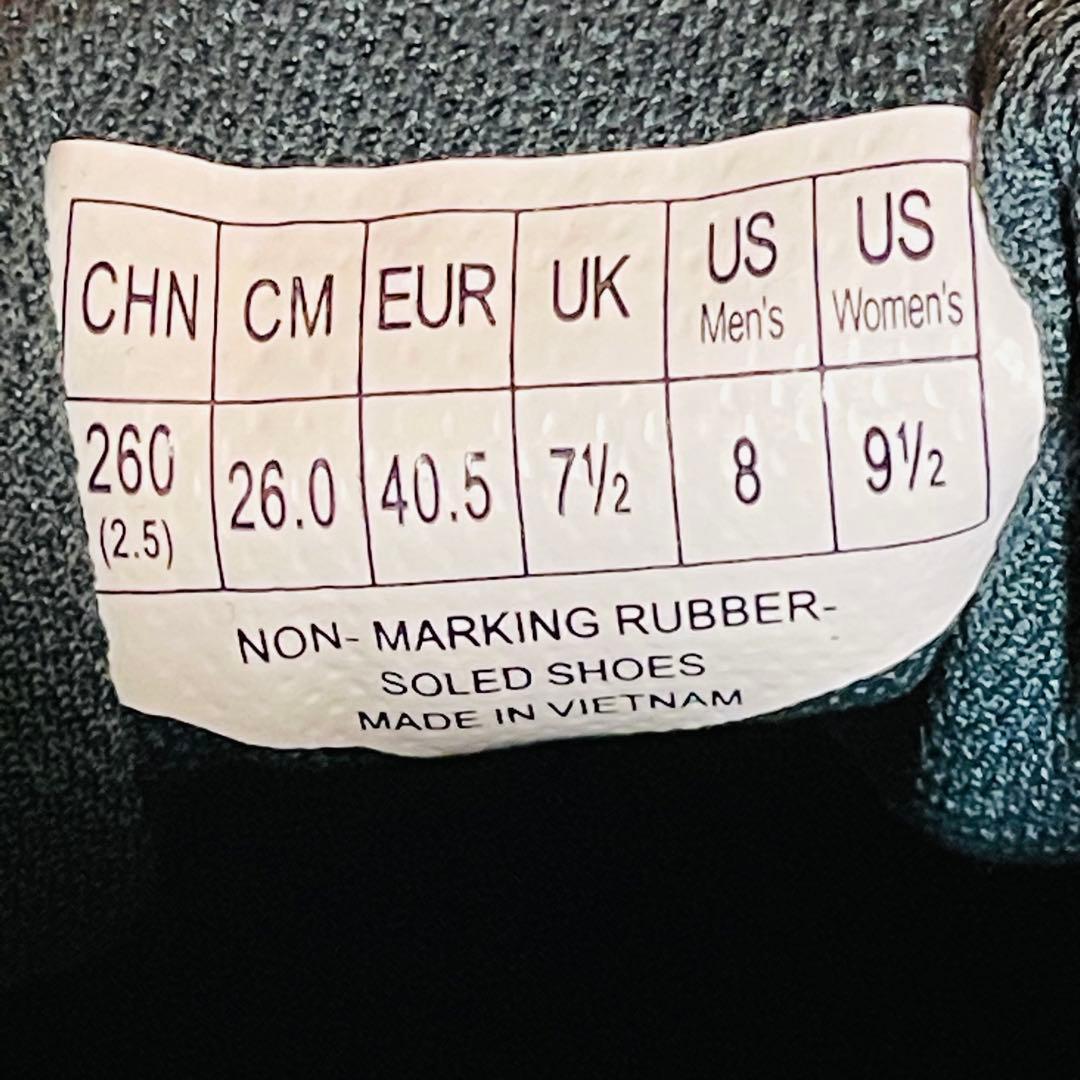 CHN CM EUR UK US Men's US Women's
260 (2.5) 26.0 40.5 7½ 8 9½
NON- MARKING RUBBER-
SOLED SHOES
MADE IN VIETNAM